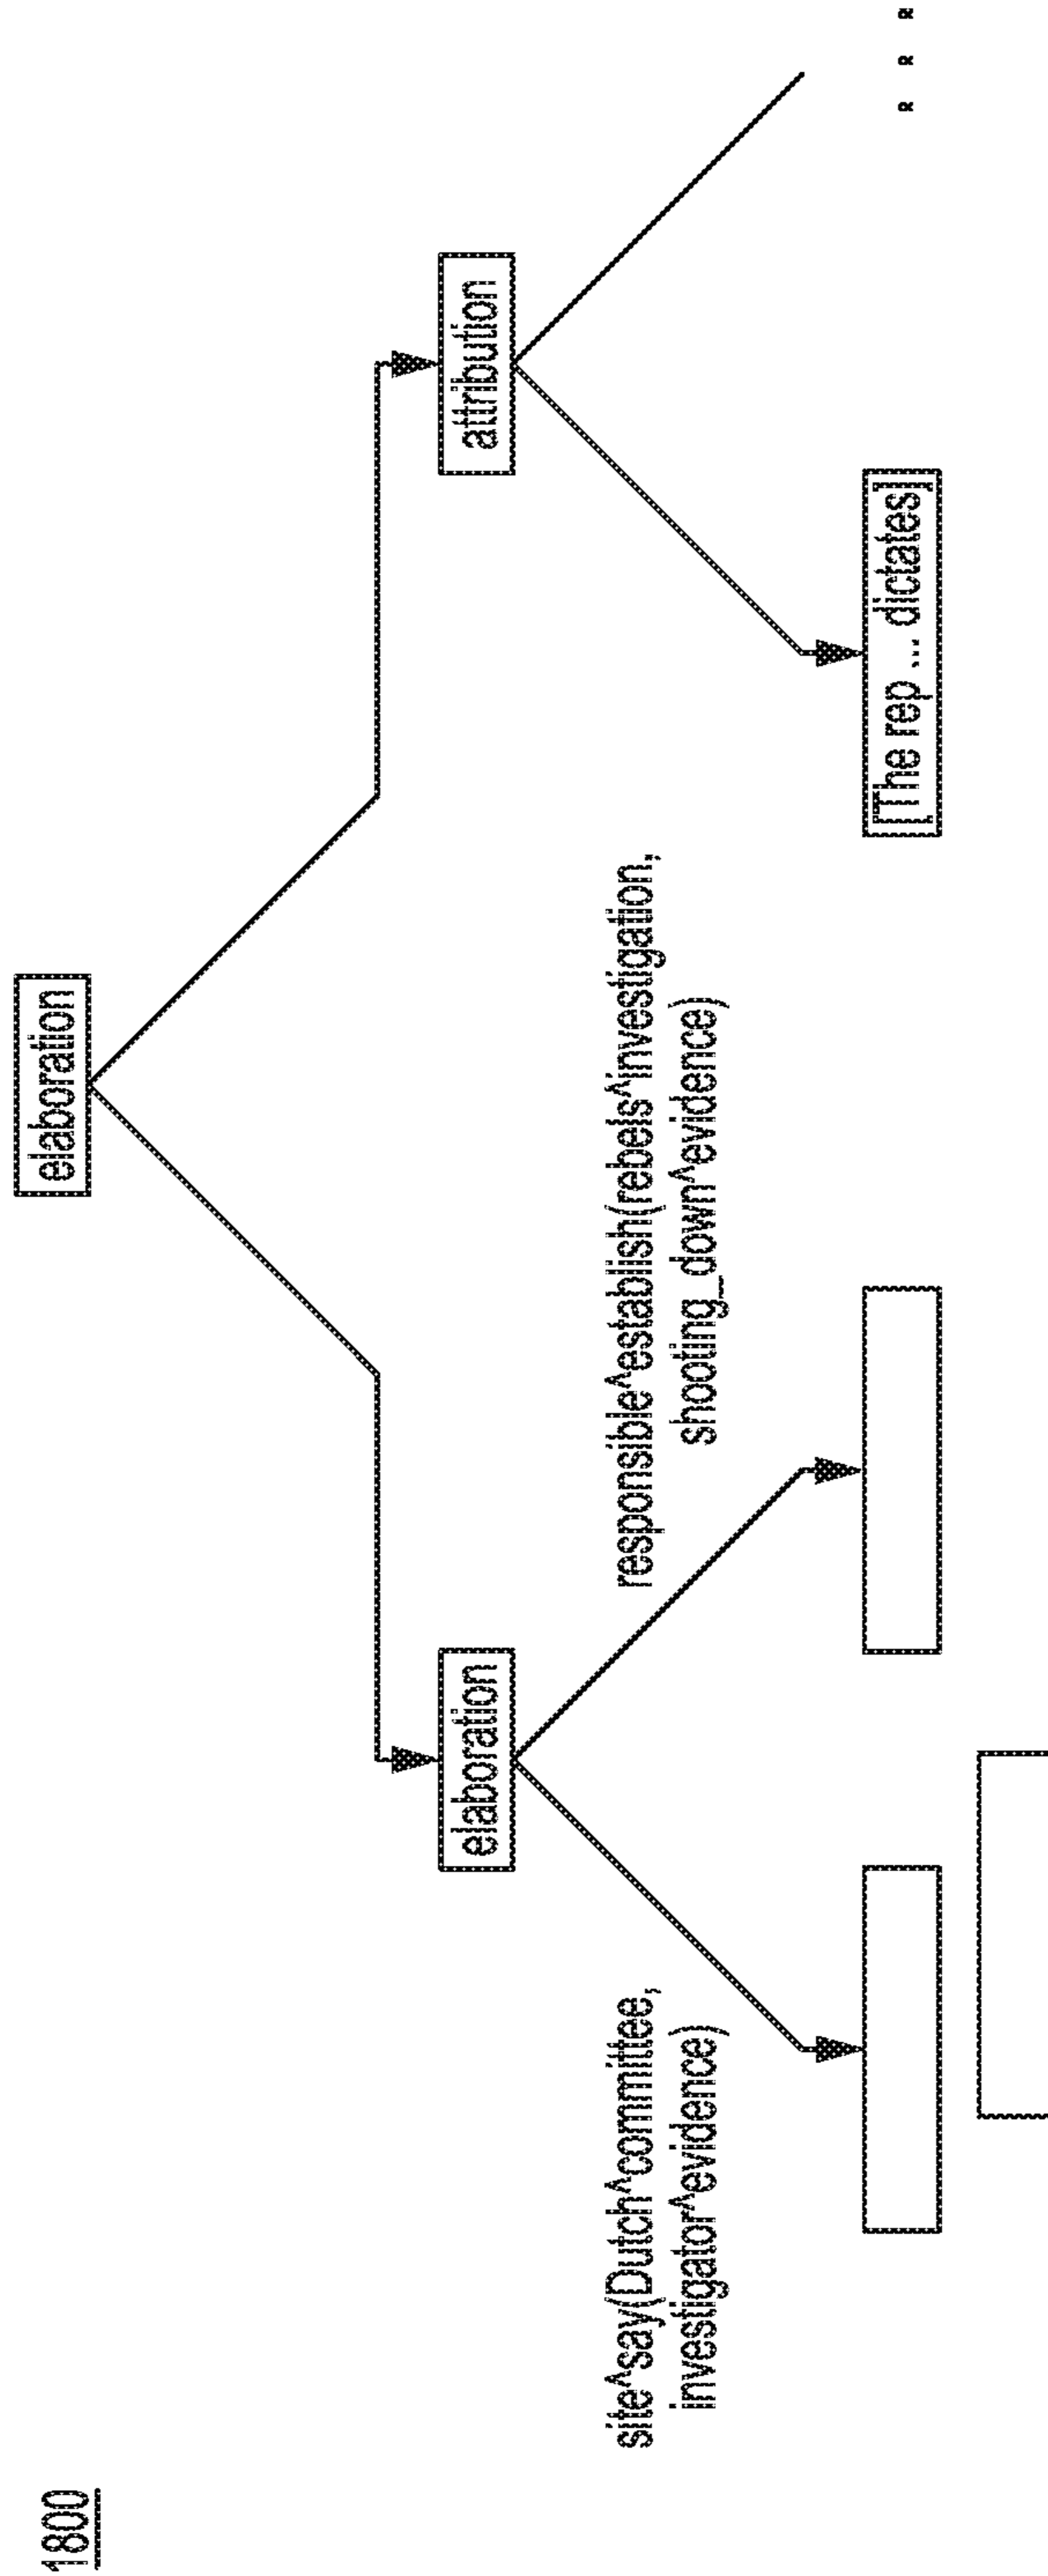 1800
elaboration
elaboration
attribution
site^say(Dutch^committee,
investigator^evidence)
responsible^establish(rebels^investigation,
shooting_down^evidence)
[The rep ... dictates]